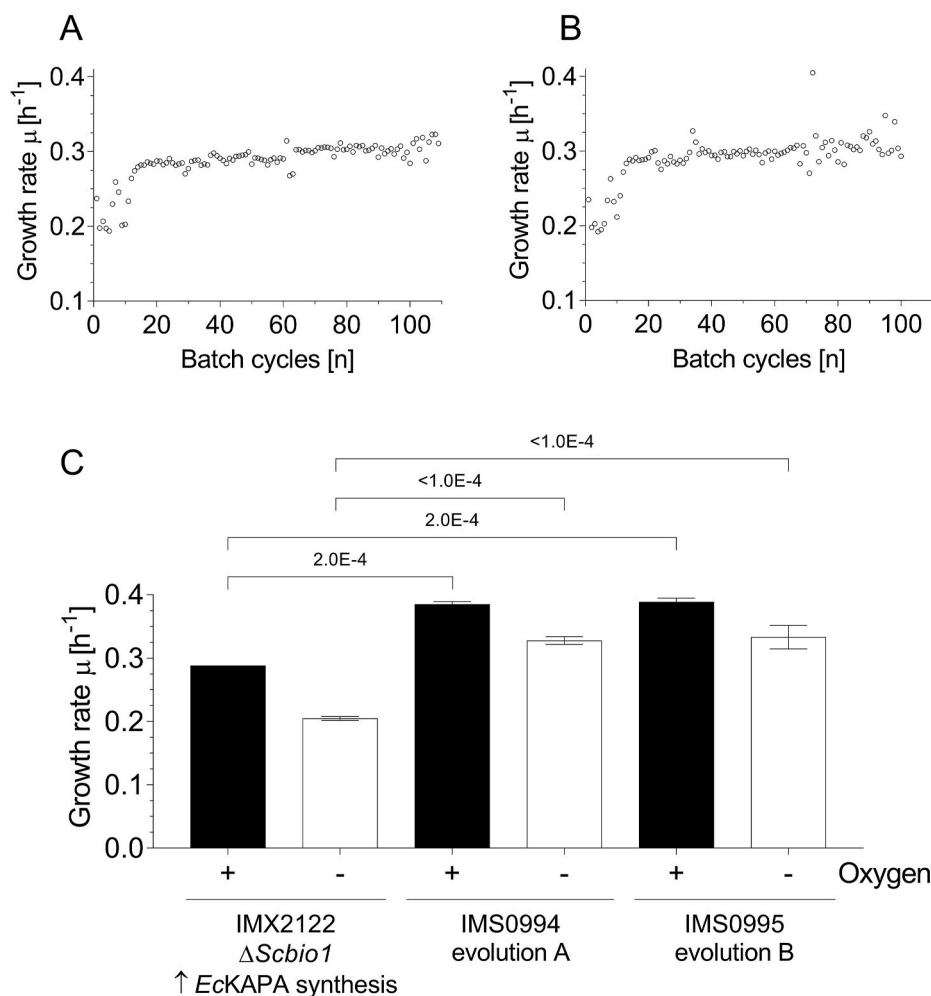 A
B
0.4
0.3
0.2
0.1
Growth rate μ [h-1]
0 20 40 60 80 100
Batch cycles [n]
0.4
0.3
0.2
0.1
Growth rate μ [h-1]
0 20 40 60 80 100
Batch cycles [n]
C
<1.0E-4
<1.0E-4
2.0E-4
2.0E-4
0.4
0.3
0.2
0.1
0.0
Growth rate μ [h-1]
+ - + - + - Oxygen
IMX2122 IMS0994 IMS0995
ΔScbio1 evolution A evolution B
↑ EcKAPA synthesis